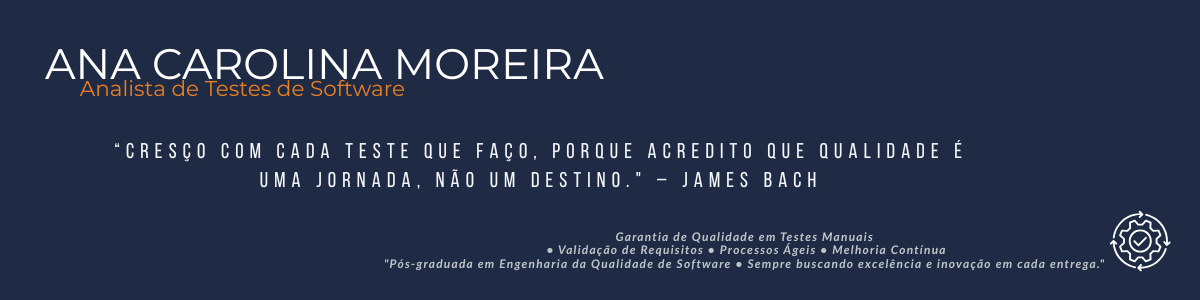 ANA CAROLINA MOREIRA
Analista de Testes de Software
“CRESÇO COM CADA TESTE QUE FAÇO, PORQUE ACREDITO QUE QUALIDADE É
UMA JORNADA, NÃO UM DESTINO." – JAMES BACH
Garantia de Qualidade em Testes Manuais
• Validação de Requisitos • Processos Ágeis • Melhoria Contínua
"Pós-graduada em Engenharia da Qualidade de Software • Sempre buscando excelência e inovação em cada entrega."